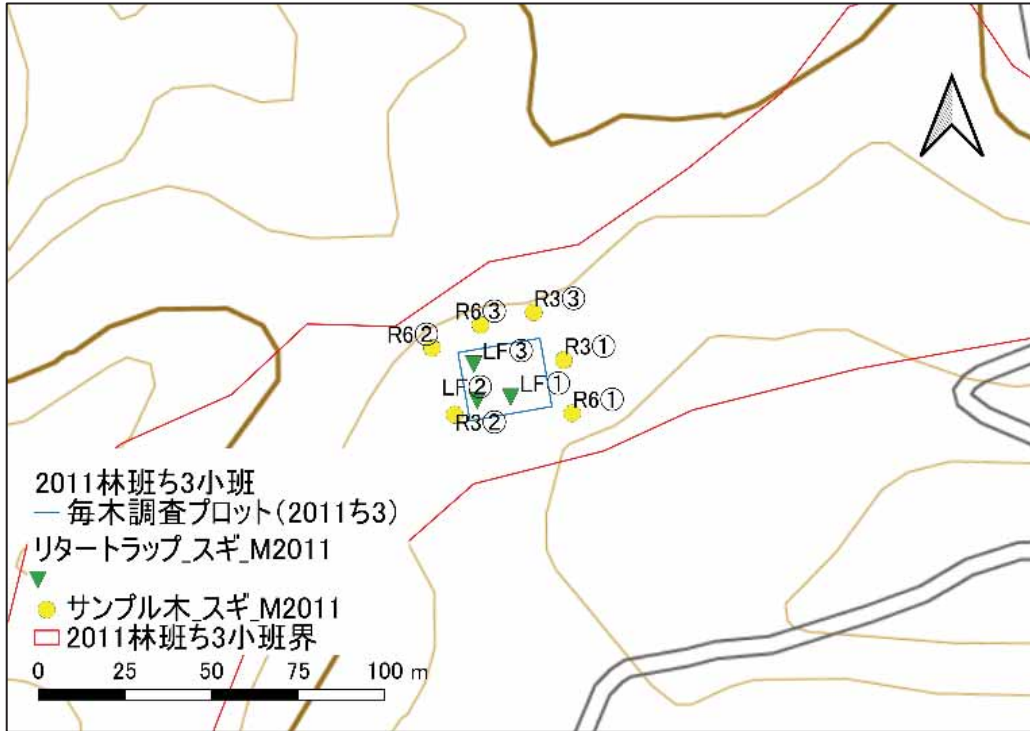 R3③
R6③
R6②
LF③
R3①
LF②
LF①
R6①
R3②
2011林班ち3小班
毎木調査プロット(2011ち3)
リタートラップ_スギ_M2011
サンプル木_スギ_M2011
2011林班ち3小班界
0 25 50 75 100 m